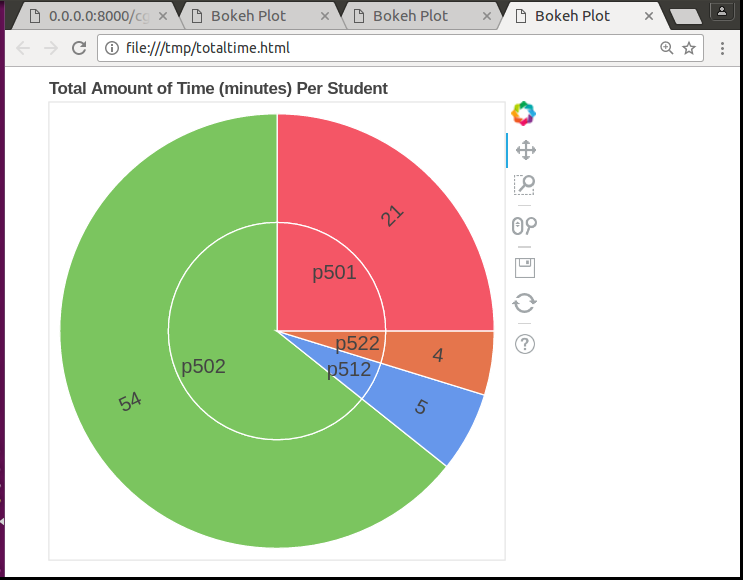 0.0.0.0:8000/cg
Bokeh Plot
Bokeh Plot
Bokeh Plot
file:///tmp/totaltime.html
Total Amount of Time (minutes) Per Student
21
p501
p522
4
p512
p502
5
54